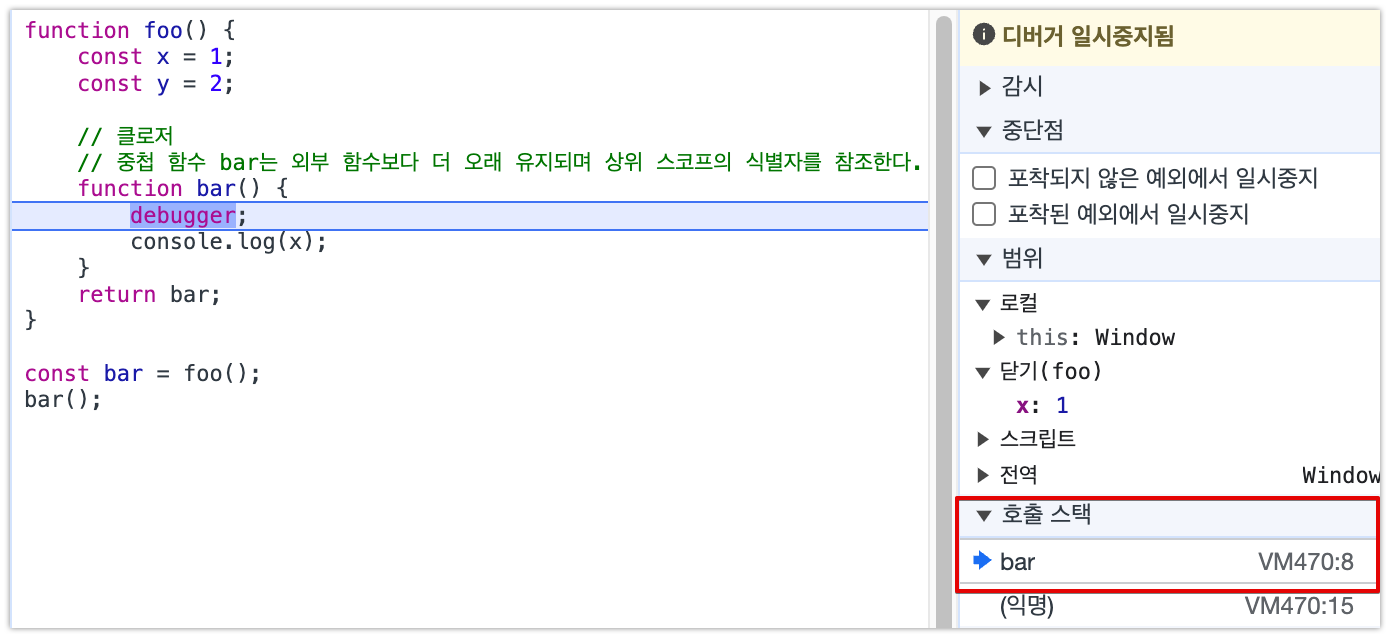 function foo() {
    const x = 1;
    const y = 2;
    // 클로저
    // 중첩 함수 bar는 외부 함수보다 더 오래 유지되며 상위 스코프의 식별자를 참조한다.
    function bar() {
        debugger;
        console.log(x);
    }
    return bar;
}
const bar = foo();
bar();
디버거 일시중지됨
감시
중단점
포착되지 않은 예외에서 일시중지
포착된 예외에서 일시중지
범위
로컬
this: Window
닫기(foo)
x: 1
스크립트
전역 Window
호출 스택
bar VM470:8
(익명) VM470:15